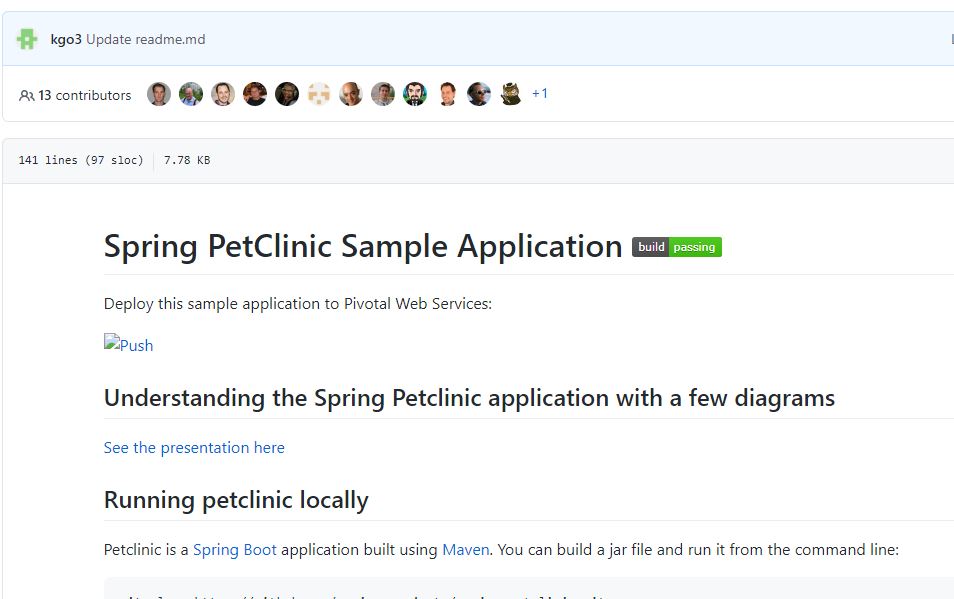 kgo3 Update readme.md
13 contributors +1
141 lines (97 sloc) 7.78 KB
Spring PetClinic Sample Application build passing
Deploy this sample application to Pivotal Web Services:
Push
Understanding the Spring Petclinic application with a few diagrams
See the presentation here
Running petclinic locally
Petclinic is a Spring Boot application built using Maven. You can build a jar file and run it from the command line: